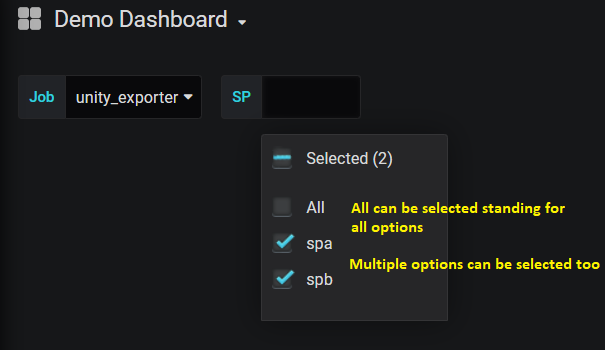 Demo Dashboard
Job unity_exporter SP
Selected (2)
All
All can be selected standing for
all options
spa
Multiple options can be selected too
spb